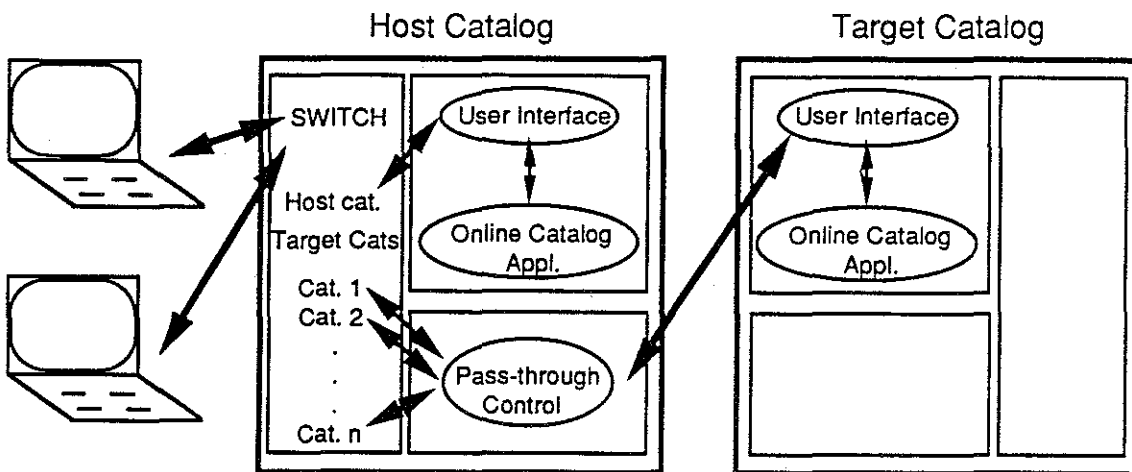 Host Catalog
Target Catalog
SWITCH
Host cat.
Target Cats
Cat. 1
Cat. 2
.
.
.
Cat. n
User Interface
Online Catalog
Appl.
Pass-through
Control
User Interface
Online Catalog
Appl.